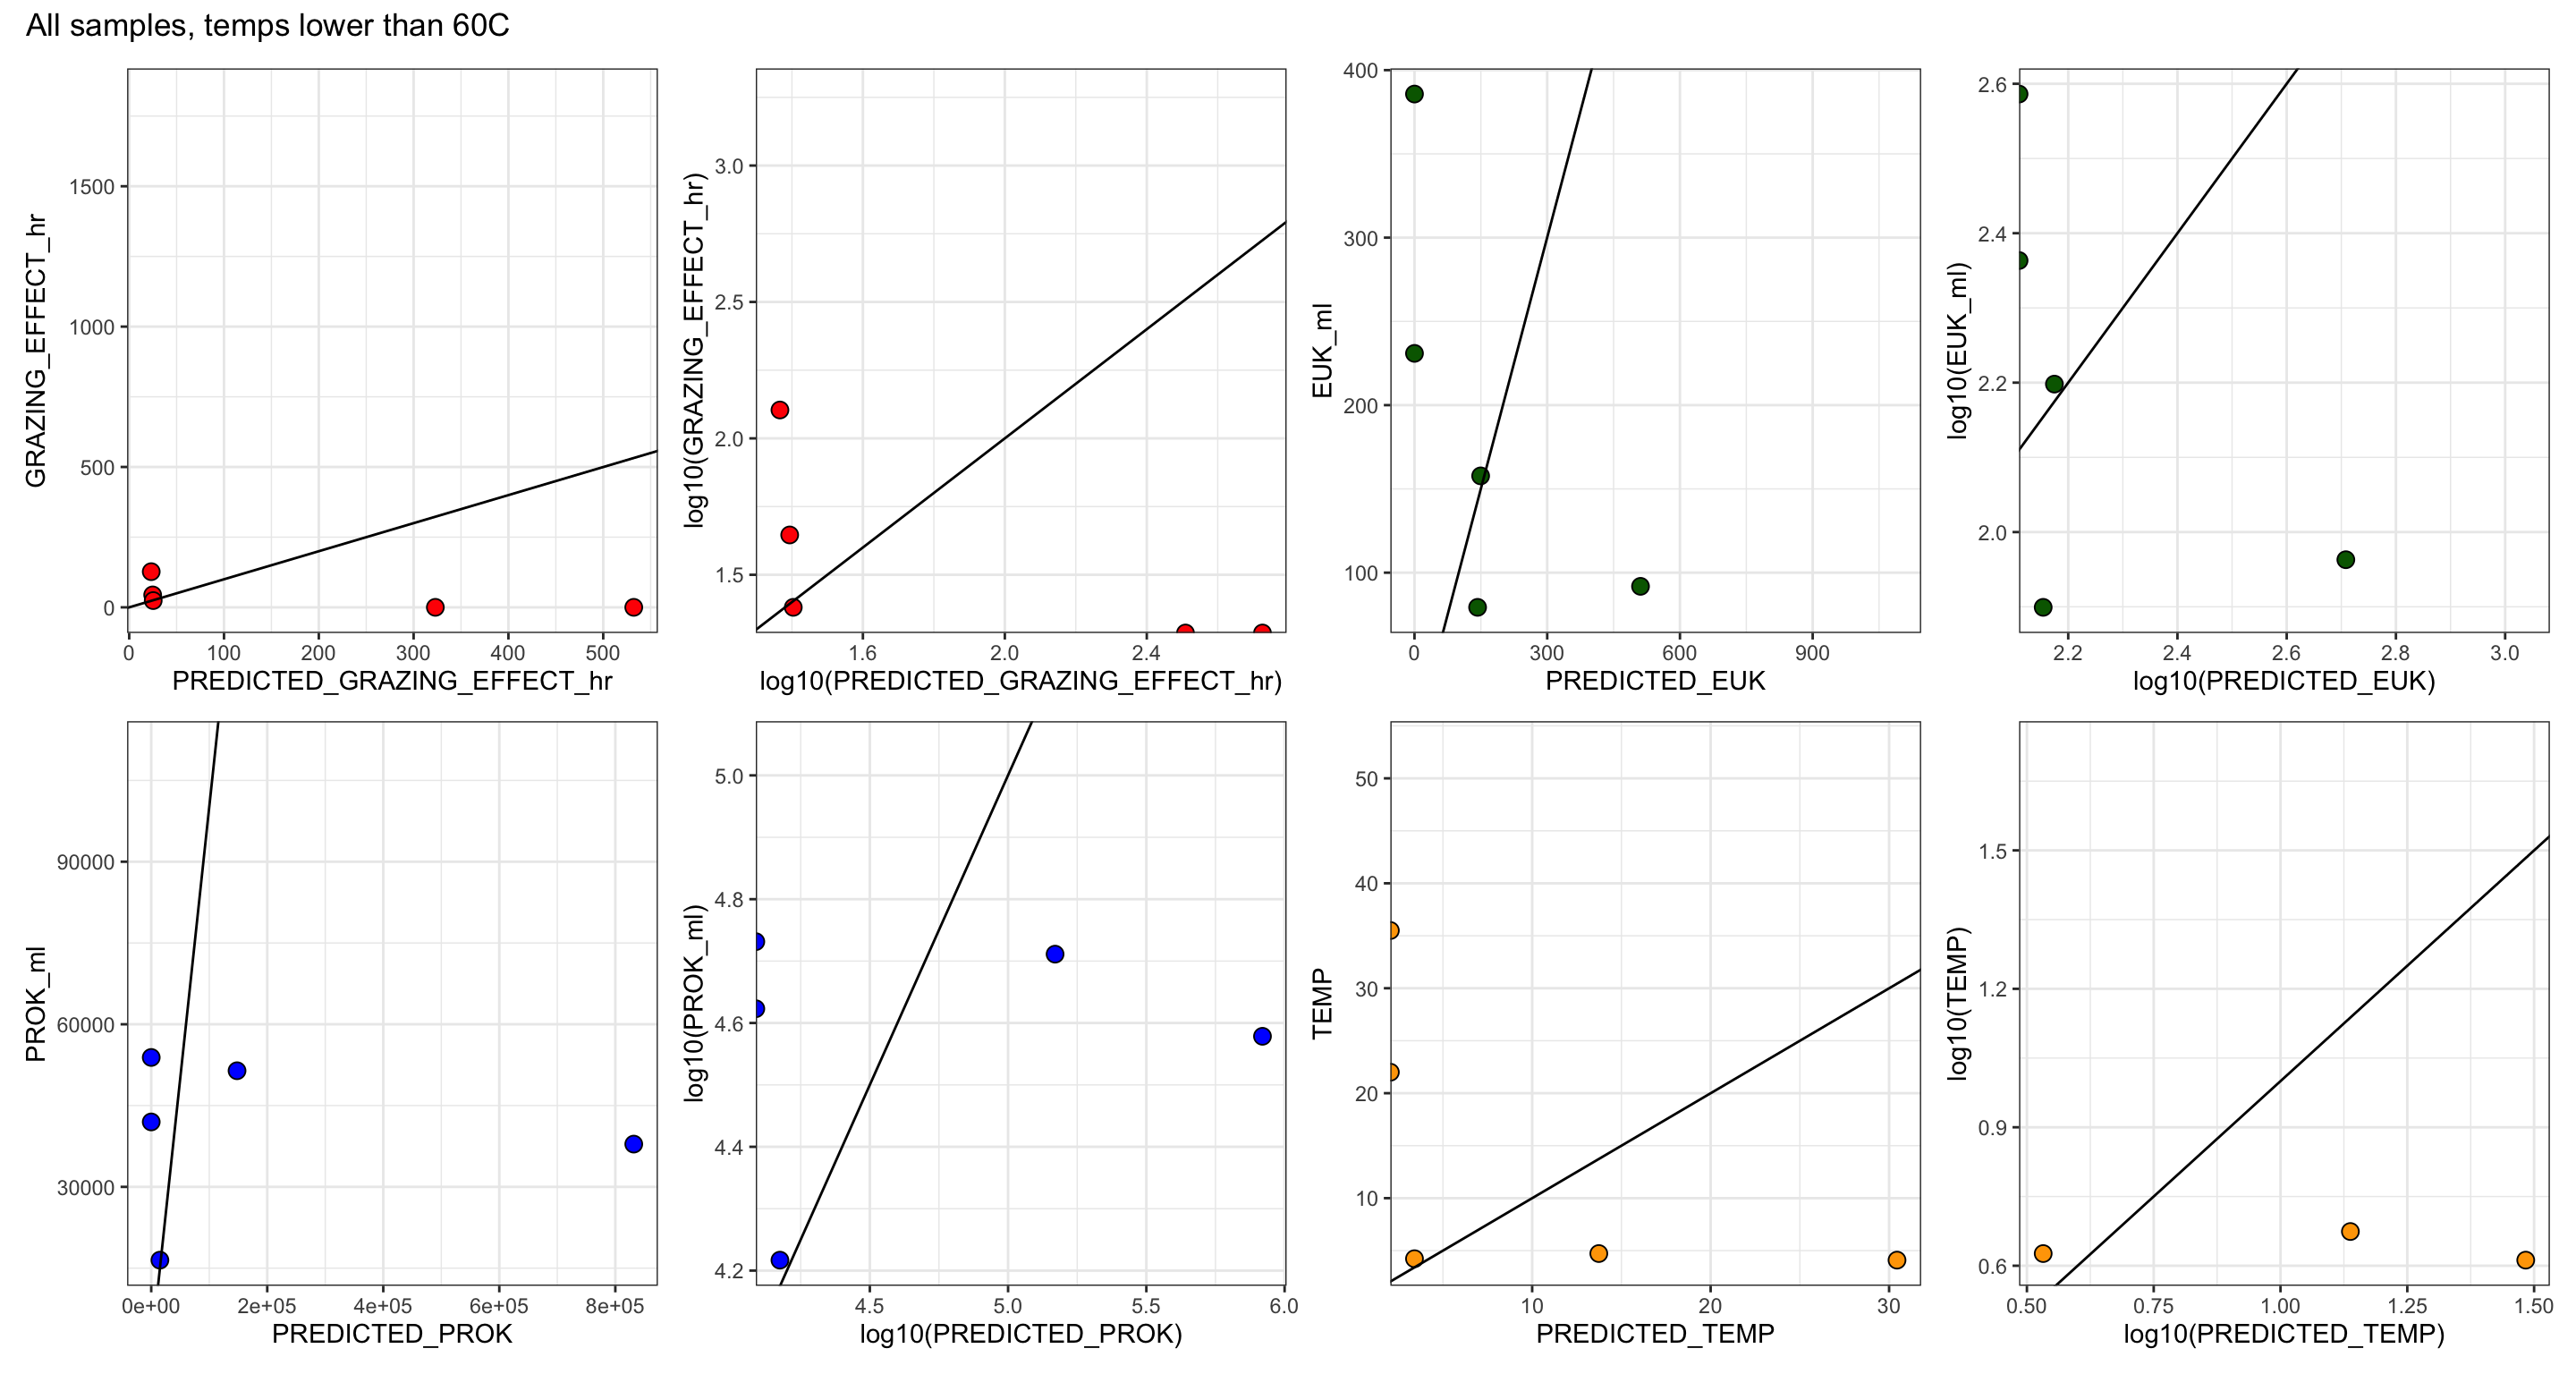 All samples, temps lower than 60C
GRAZING_EFFECT_hr
1500
1000
500
0
0 100 200 300 400 500
PREDICTED_GRAZING_EFFECT_hr
log10(GRAZING_EFFECT_hr)
3.0
2.5
2.0
1.5
1.6 2.0 2.4
log10(PREDICTED_GRAZING_EFFECT_hr)
EUK_ml
400
300
200
100
0 300 600 900
PREDICTED_EUK
log10(EUK_ml)
2.6
2.4
2.2
2.0
2.2 2.4 2.6 2.8 3.0
log10(PREDICTED_EUK)
PROK_ml
90000
60000
30000
0e+00 2e+05 4e+05 6e+05 8e+05
PREDICTED_PROK
log10(PROK_ml)
5.0
4.8
4.6
4.4
4.2
4.5 5.0 5.5 6.0
log10(PREDICTED_PROK)
TEMP
50
40
30
20
10
10 20 30
PREDICTED_TEMP
log10(TEMP)
1.5
1.2
0.9
0.6
0.50 0.75 1.00 1.25 1.50
log10(PREDICTED_TEMP)